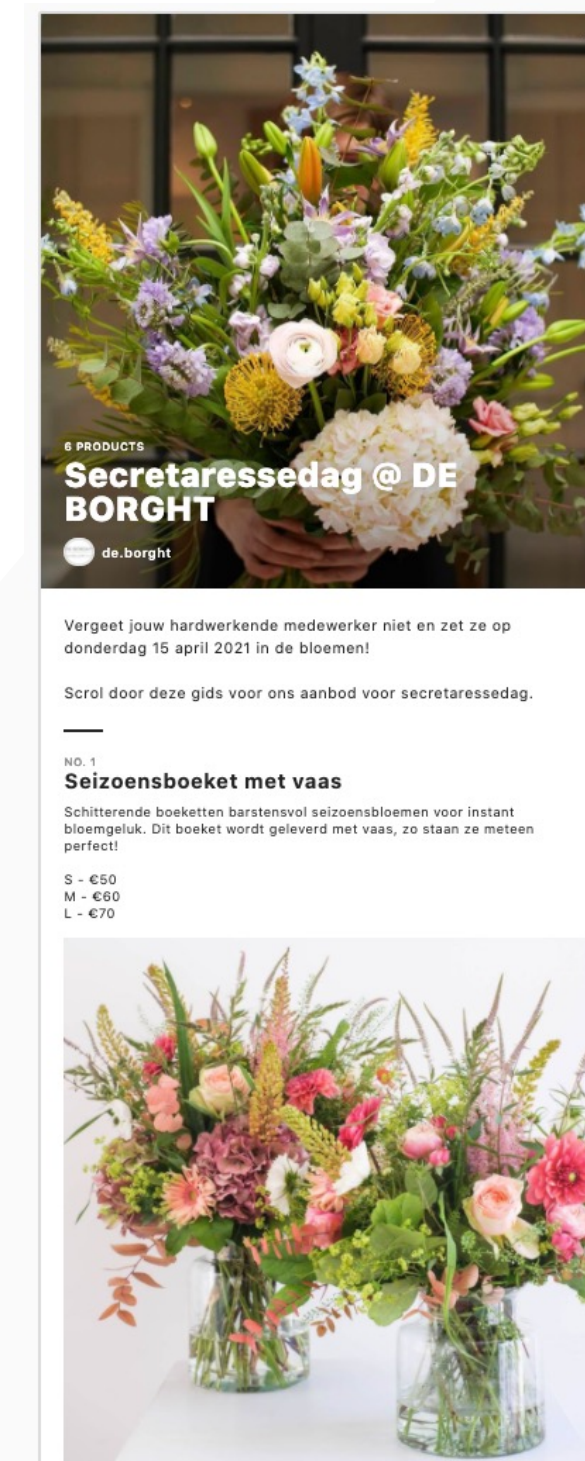 6 PRODUCTS
Secretaressedag @ DE
BORGHT
de.borght
Vergeet jouw hardwerkende medewerker niet en zet ze op
donderdag 15 april 2021 in de bloemen!
Scrol door deze gids voor ons aanbod voor secretaressedag.
NO. 1
Seizoensboeket met vaas
Schitterende boeketten barstensvol seizoensbloemen voor instant
bloemgeluk. Dit boeket wordt geleverd met vaas, zo staan ze meteen
perfect!
S - €50
M - €60
L - €70